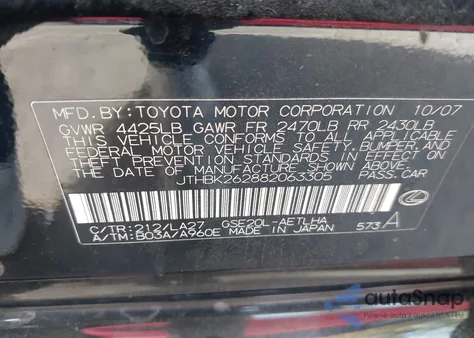 MFD. BY: TOYOTA MOTOR CORPORATION 10/07
GVWR 4425LB GAWR FR 2470LB RR 2430LB
THIS VEHICLE CONFORMS TO ALL APPLICABLE
FEDERAL MOTOR VEHICLE SAFETY, BUMPER, AND
THEFT PREVENTION STANDARDS IN EFFECT ON
THE DATE OF MANUFACTURE SHOWN ABOVE.
JTHBK262882063305 PASS.CAR
C/TR:212/LA27 GSE20L-AETLHA
A/TM:B03A/A760E MADE IN JAPAN 573 A
autoSnap